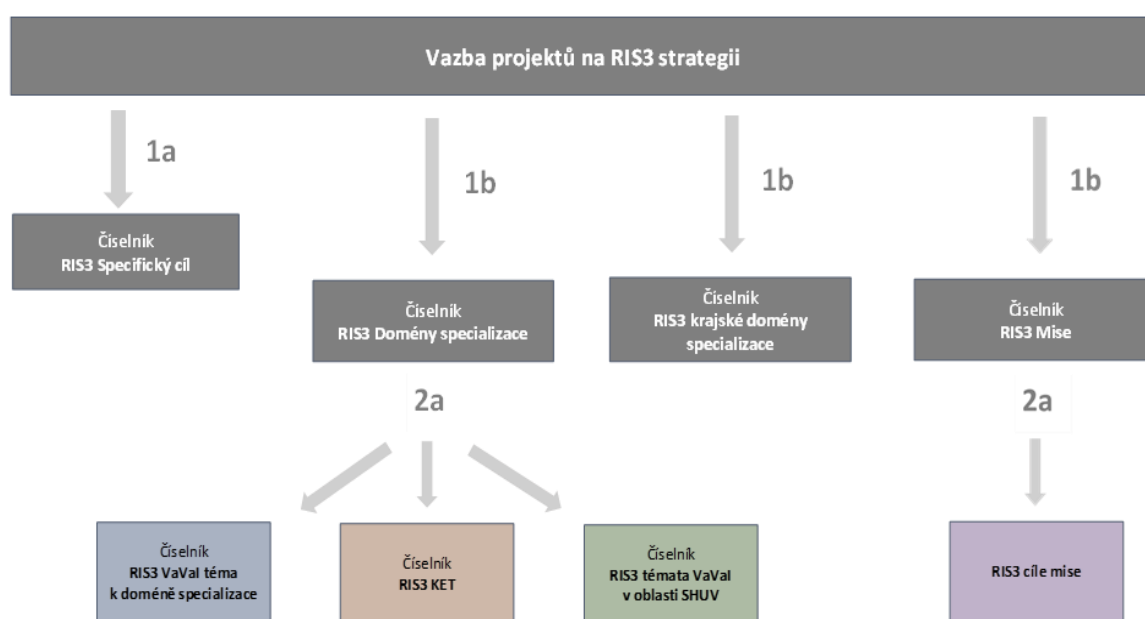 Vazba projektů na RIS3 strategii
1a
1b
1b
1b
Číselník
RIS3 Specifický cíl
Číselník
RIS3 Domény specializace
Číselník
RIS3 krajské domény
specializace
Číselník
RIS3 Mise
2a
2a
Číselník
RIS3 VaVaI téma
k doméně specializace
Číselník
RIS3 KET
Číselník
RIS3 témata VaVaI
v oblasti SHUV
RIS3 cíle mise